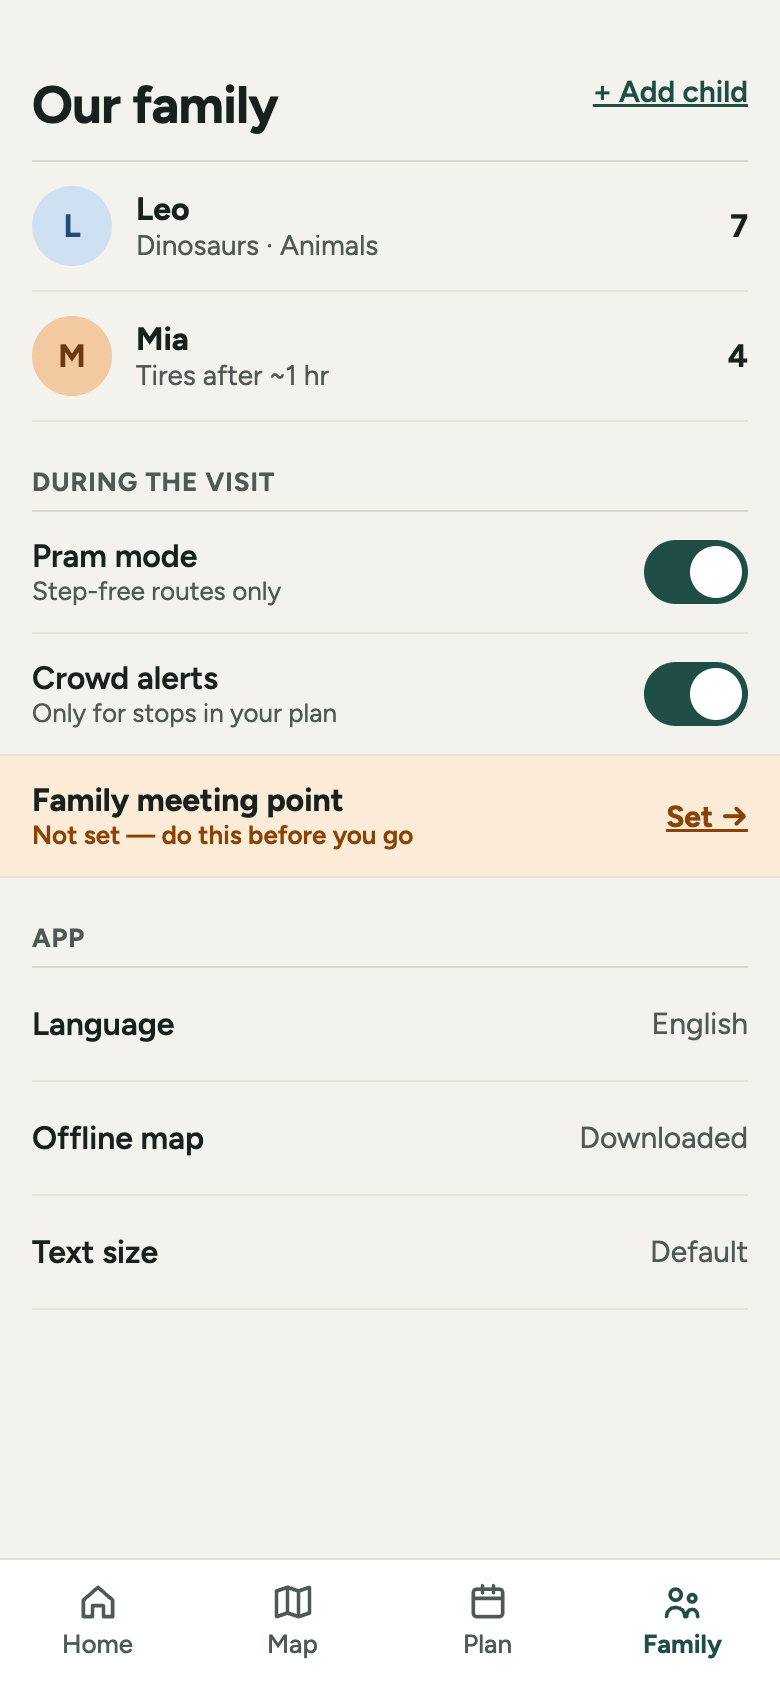 Our family
+ Add child
L
Leo
Dinosaurs · Animals
7
M
Mia
Tires after ~1 hr
4
DURING THE VISIT
Pram mode
Step-free routes only
Crowd alerts
Only for stops in your plan
Family meeting point
Not set — do this before you go
Set →
APP
Language
English
Offline map
Downloaded
Text size
Default
Home
Map
Plan
Family